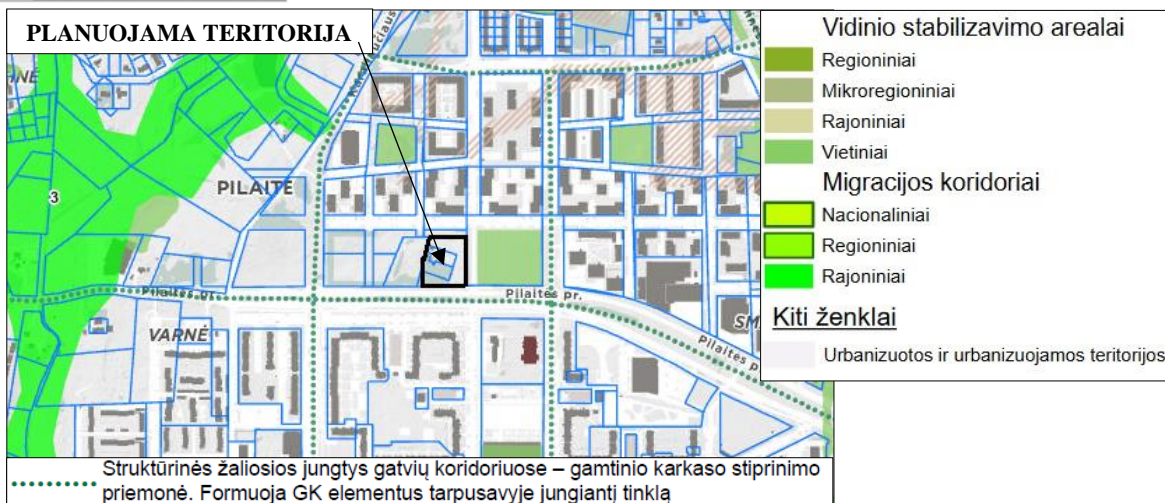 PLANUOJAMA TERITORIJA
PILAITĖ
3
Pilaitės pr.
Pilaitės pr.
VARNĖ
Pilaitės p
SM
Vidinio stabilizavimo arealai
Regioniniai
Mikroregioniniai
Rajoniniai
Vietiniai
Migracijos koridoriai
Nacionaliniai
Regioniniai
Rajoniniai
Kiti ženklai
Urbanizuotos ir urbanizuojamos teritorijos
Struktūrinės žaliosios jungtys gatvių koridoriuose – gamtinio karkaso stiprinimo
priemonė. Formuoja GK elementus tarpusavyje jungiantį tinklą